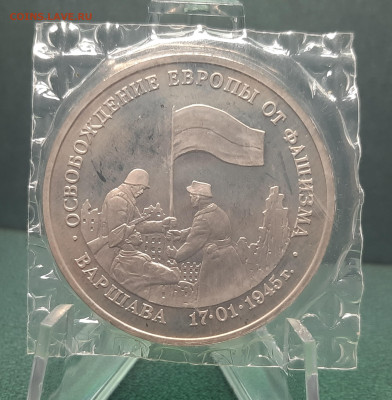 ОСВОБОЖДЕНИЕ ЕВРОПЫ ОТ ФАШИЗМА
ВАРШАВА 17·01·1945г.